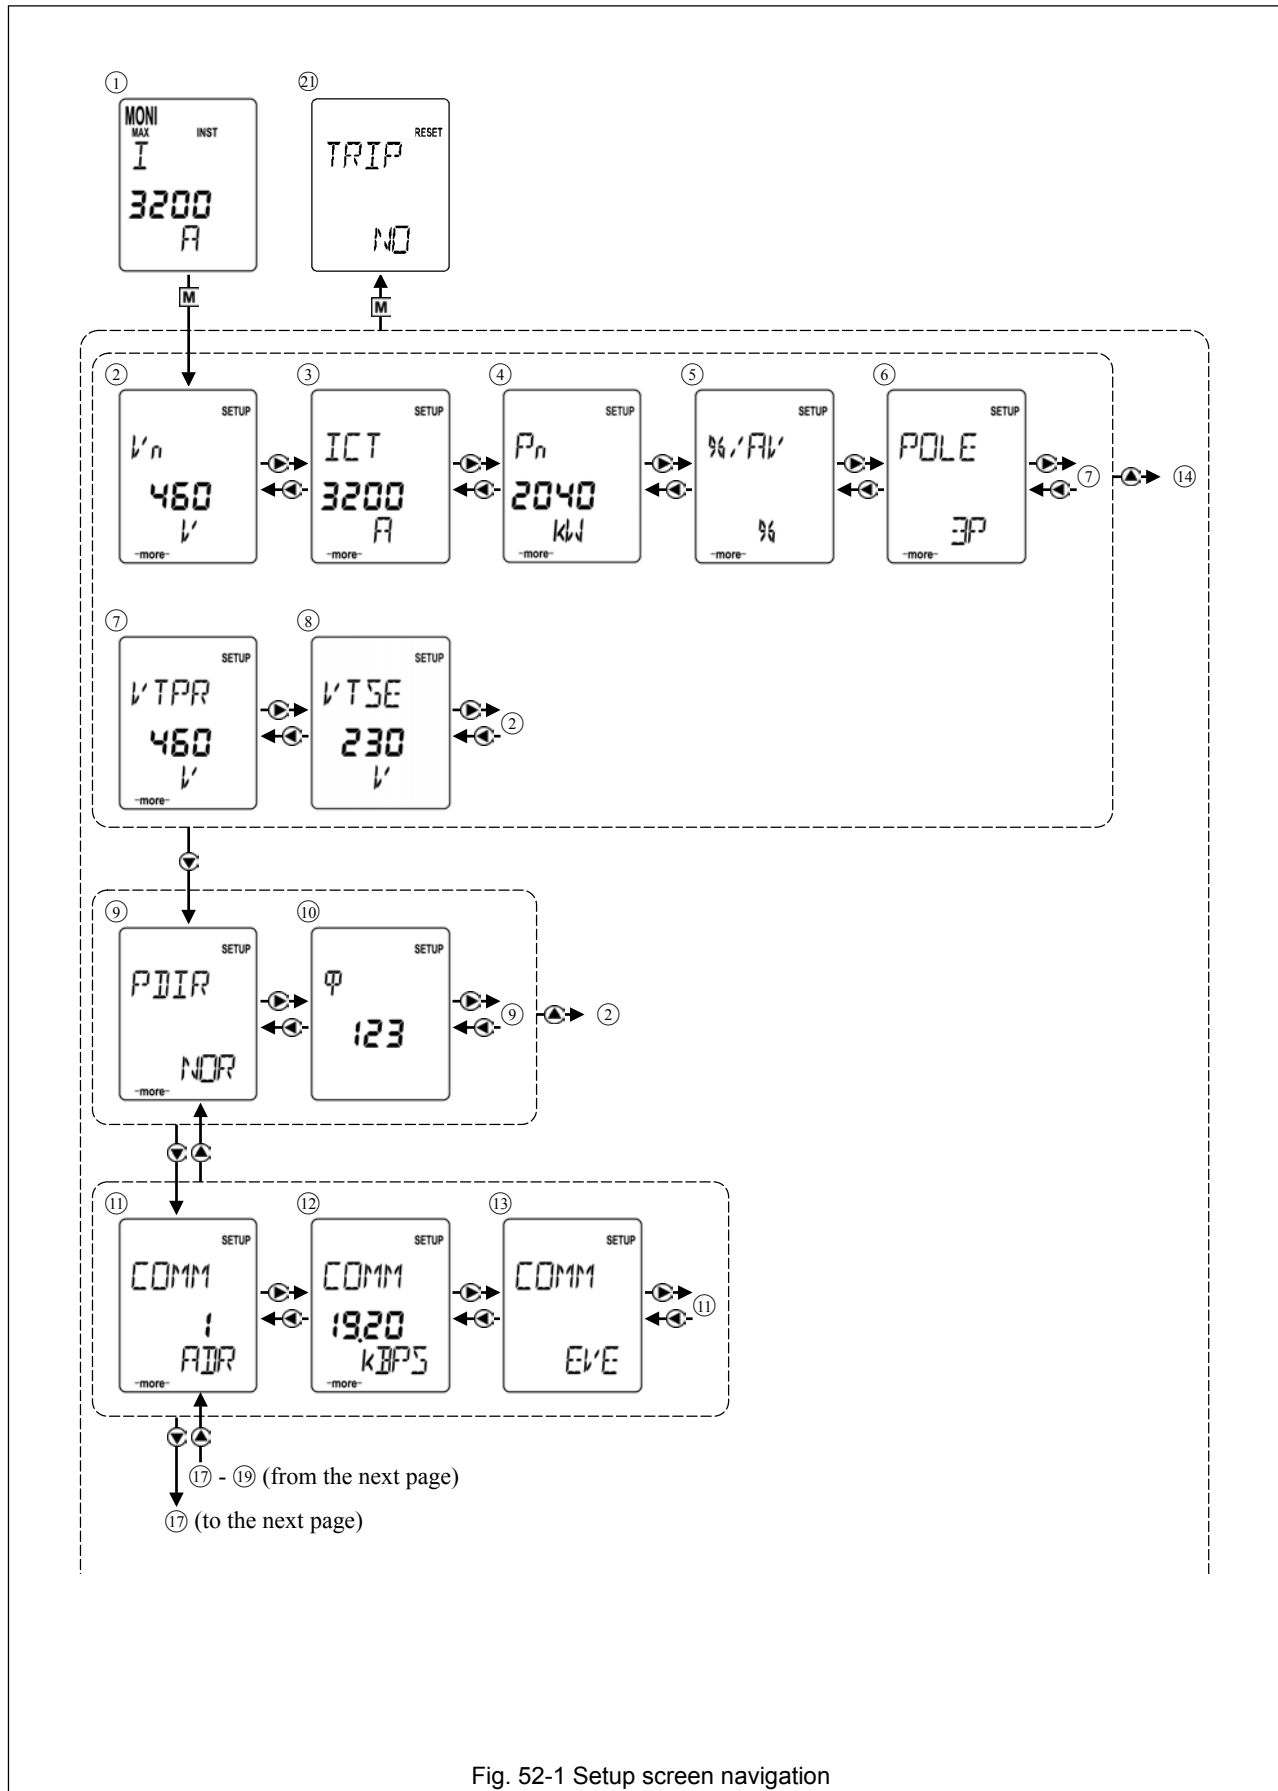 ① ㉑
MONI
MAX INST
I
3200
A
RESET
TRIP
NO
M M
② ③ ④ ⑤ ⑥
SETUP
Vn
460
V
-more-
SETUP
ICT
3200
A
-more-
SETUP
Pn
2040
kW
-more-
SETUP
%/AV
%
-more-
SETUP
POLE
3P
-more-
⑦ ⑭
⑦ ⑧
SETUP
VTPR
460
V
-more-
SETUP
VTSE
230
V
②
⑨ ⑩
SETUP
PDIR
NOR
-more-
SETUP
φ
123
⑨ ②
⑪ ⑫ ⑬
SETUP
COMM
1
ADR
-more-
SETUP
COMM
19.20
kBPS
-more-
SETUP
COMM
EVE
⑪
⑰ - ⑲ (from the next page)
⑰ (to the next page)
Fig. 52-1 Setup screen navigation